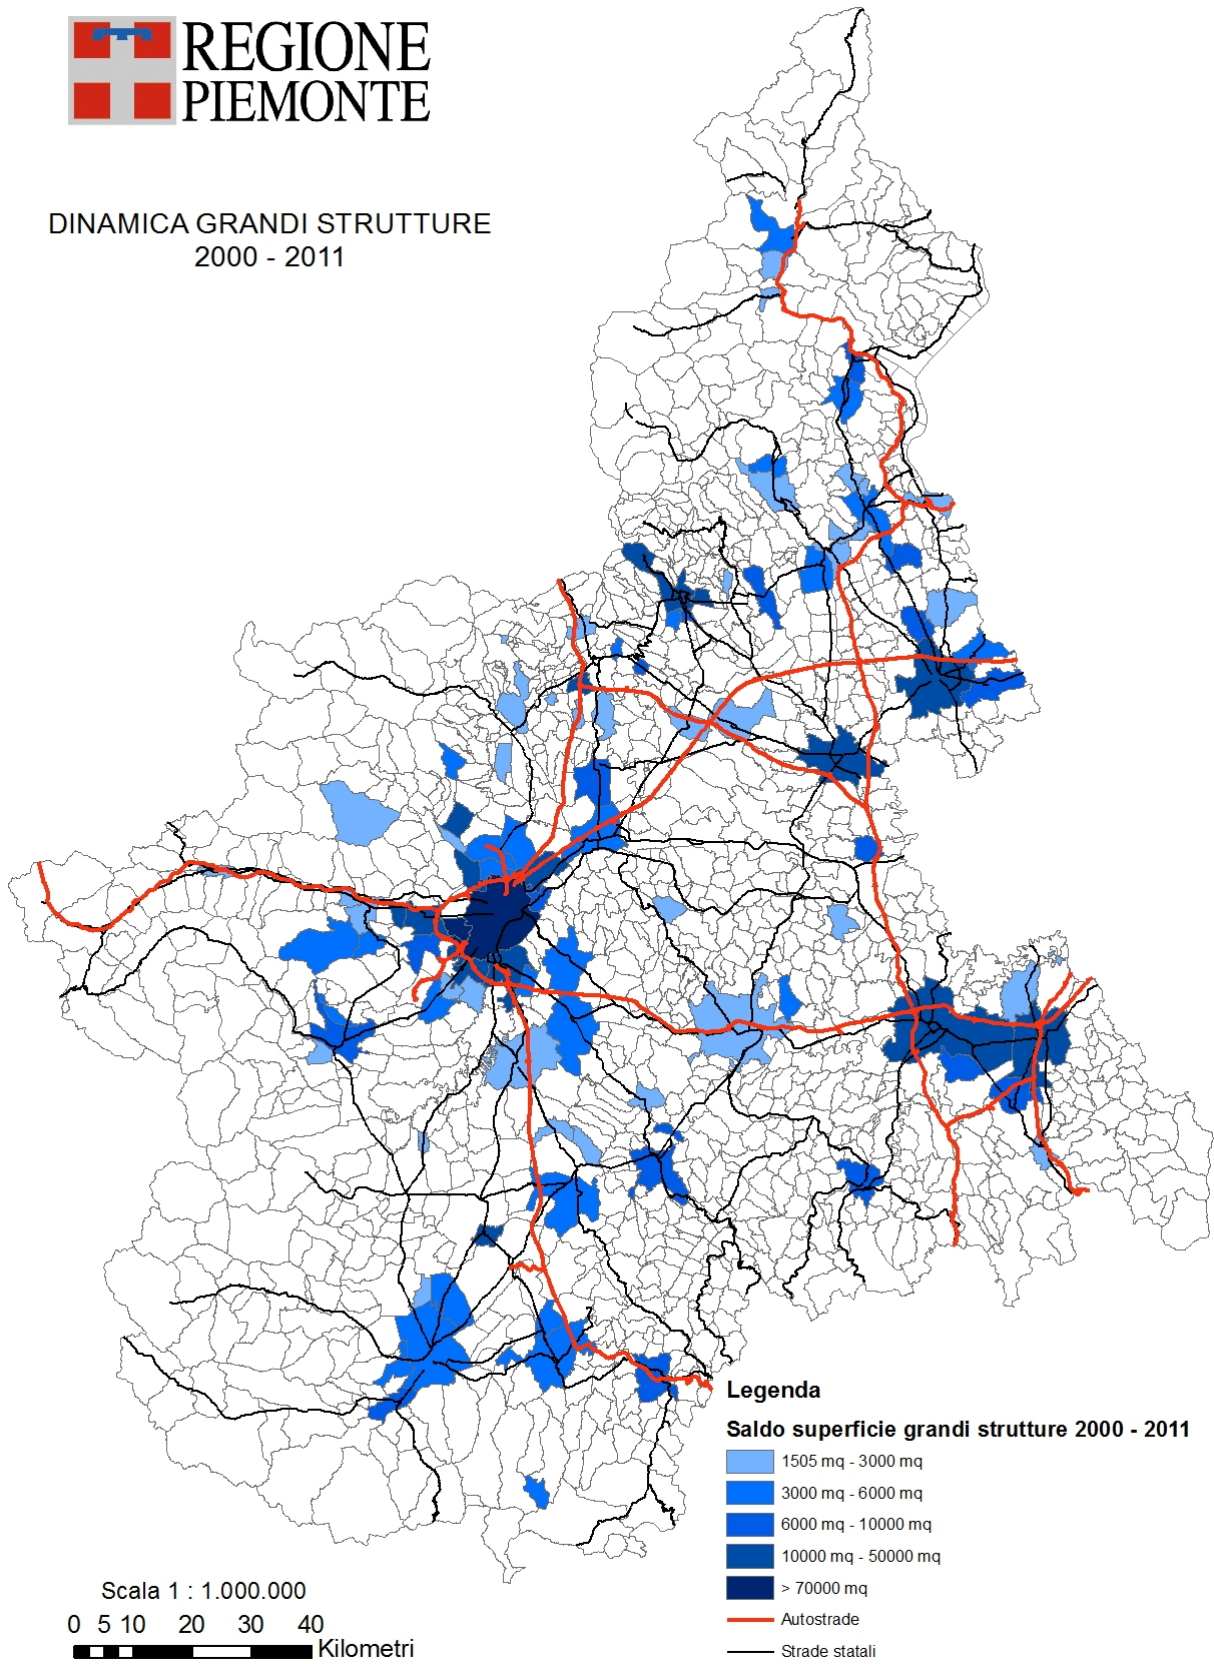 REGIONE
PIEMONTE
DINAMICA GRANDI STRUTTURE
2000 - 2011
Legenda
Saldo superficie grandi strutture 2000 - 2011
1505 mq - 3000 mq
3000 mq - 6000 mq
6000 mq - 10000 mq
10000 mq - 50000 mq
> 70000 mq
Autostrade
Strade statali
Scala 1 : 1.000.000
0 5 10 20 30 40
Kilometri